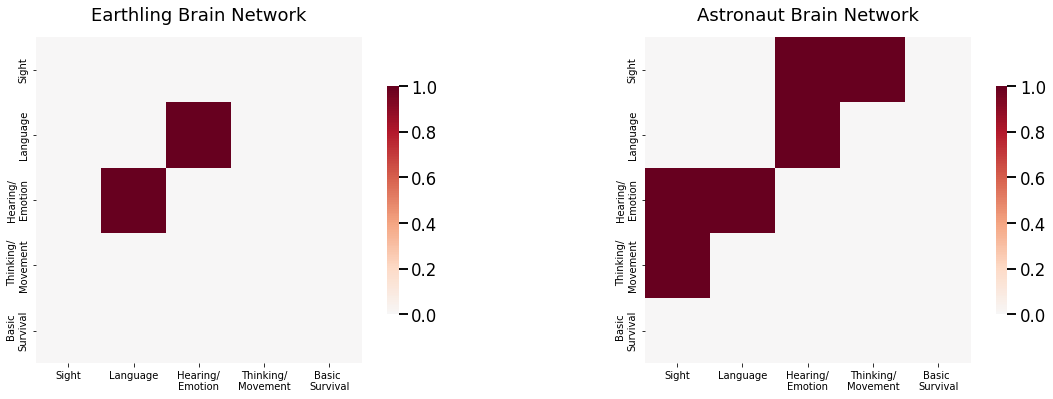 Earthling Brain Network
Sight
Language
Hearing/
Emotion
Thinking/
Movement
Basic
Survival
Sight
Language
Hearing/
Emotion
Thinking/
Movement
Basic
Survival
1.0
0.8
0.6
0.4
0.2
0.0
Astronaut Brain Network
Sight
Language
Hearing/
Emotion
Thinking/
Movement
Basic
Survival
Sight
Language
Hearing/
Emotion
Thinking/
Movement
Basic
Survival
1.0
0.8
0.6
0.4
0.2
0.0